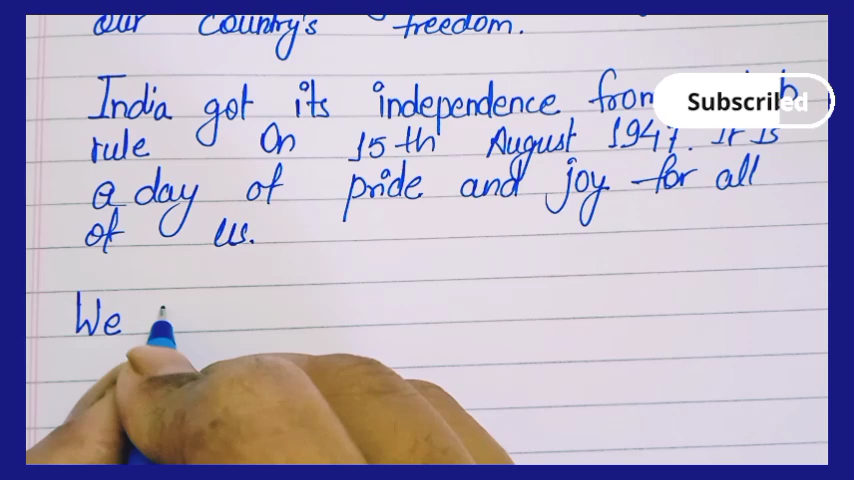 our country's freedom.
India got its independence from
rule On 15th August 1947. It is
a day of pride and joy for all
of us.
We
Subscribed